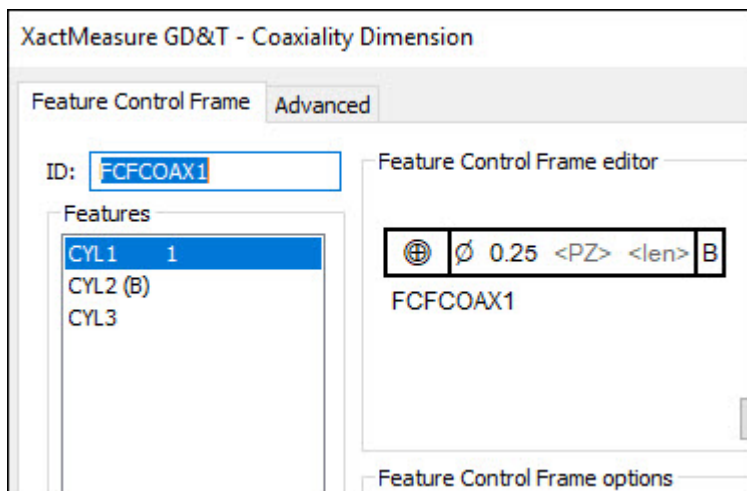 XactMeasure GD&T - Coaxiality Dimension
Feature Control Frame Advanced
ID: FCFCOAX1
Features
CYL1 1
CYL2 (B)
CYL3
Feature Control Frame editor
⌀ 0.25 <PZ> <len> B
FCFCOAX1
Feature Control Frame options